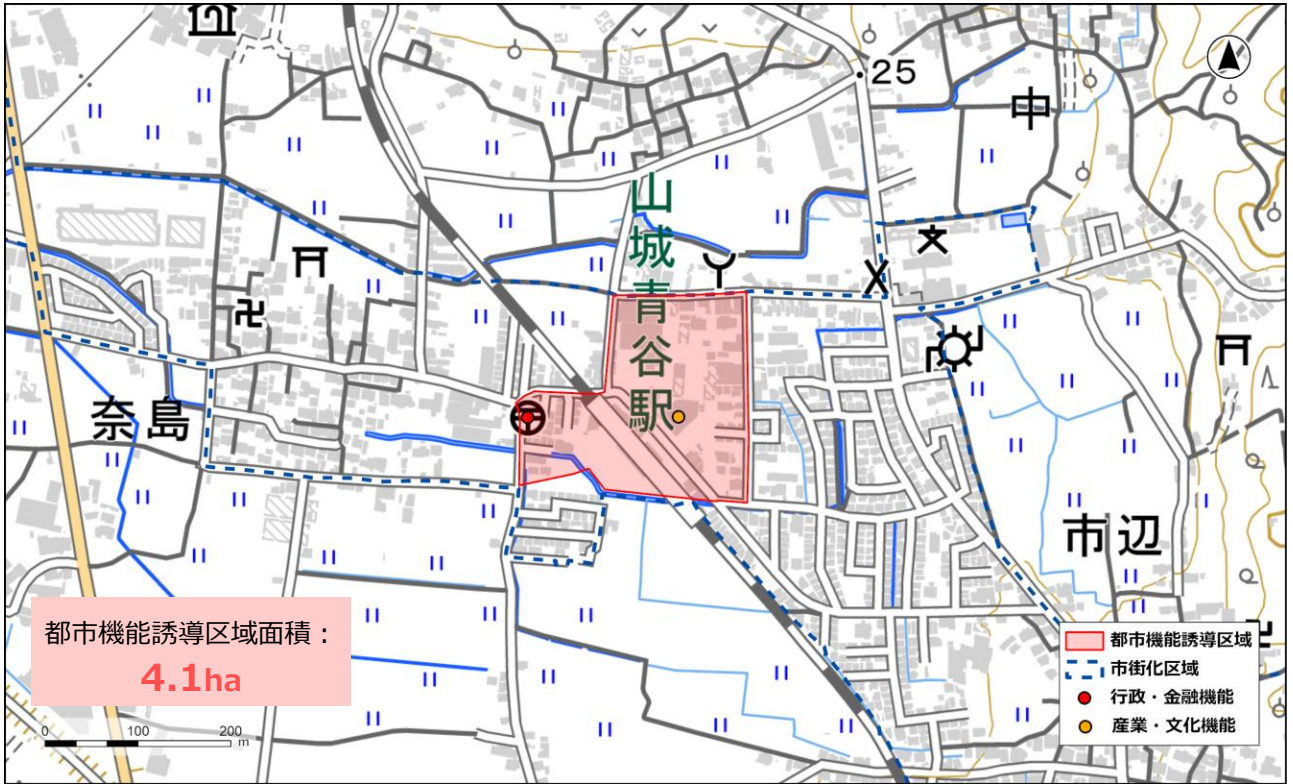 25
中
山城青谷駅
奈島
市辺
都市機能誘導区域面積：
4.1ha
0 100 200
m
都市機能誘導区域
市街化区域
行政・金融機能
産業・文化機能